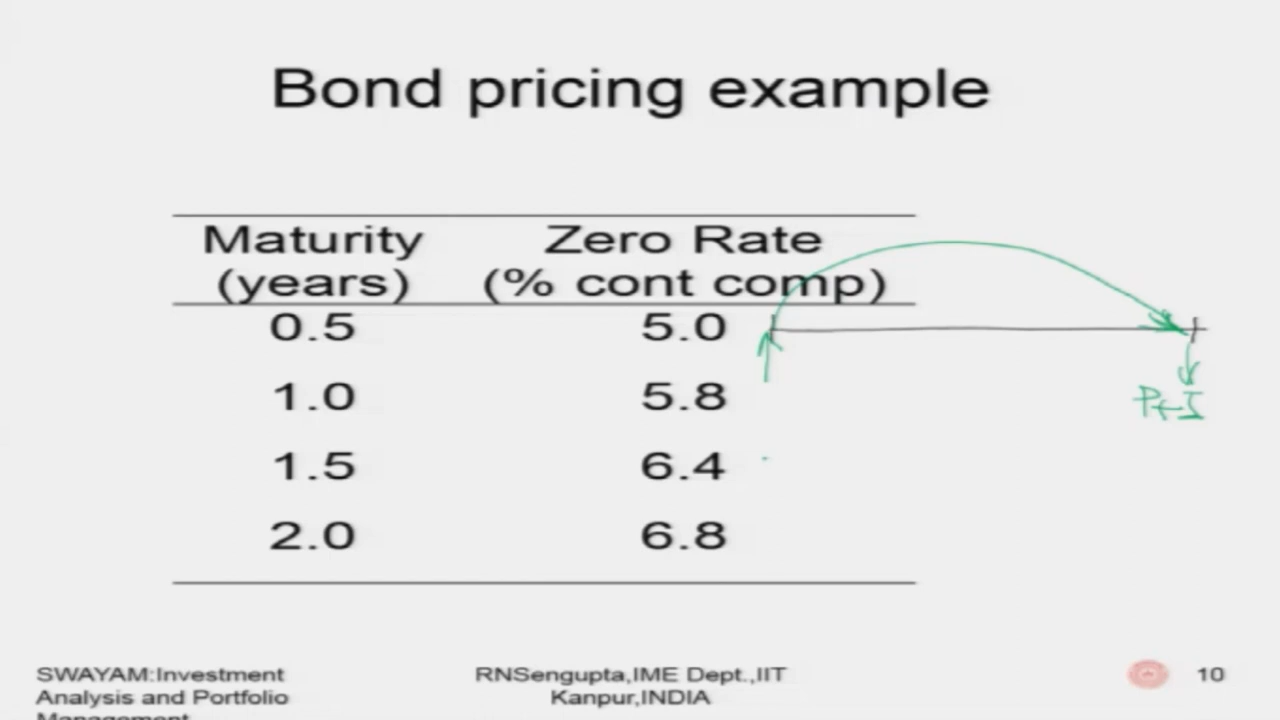 Bond pricing example
Maturity (years) Zero Rate (% cont comp)
0.5 5.0
1.0 5.8
1.5 6.4
2.0 6.8
P+I
SWAYAM:Investment
Analysis and Portfolio
Management
RNSengupta,IME Dept.,IIT
Kanpur,INDIA
10